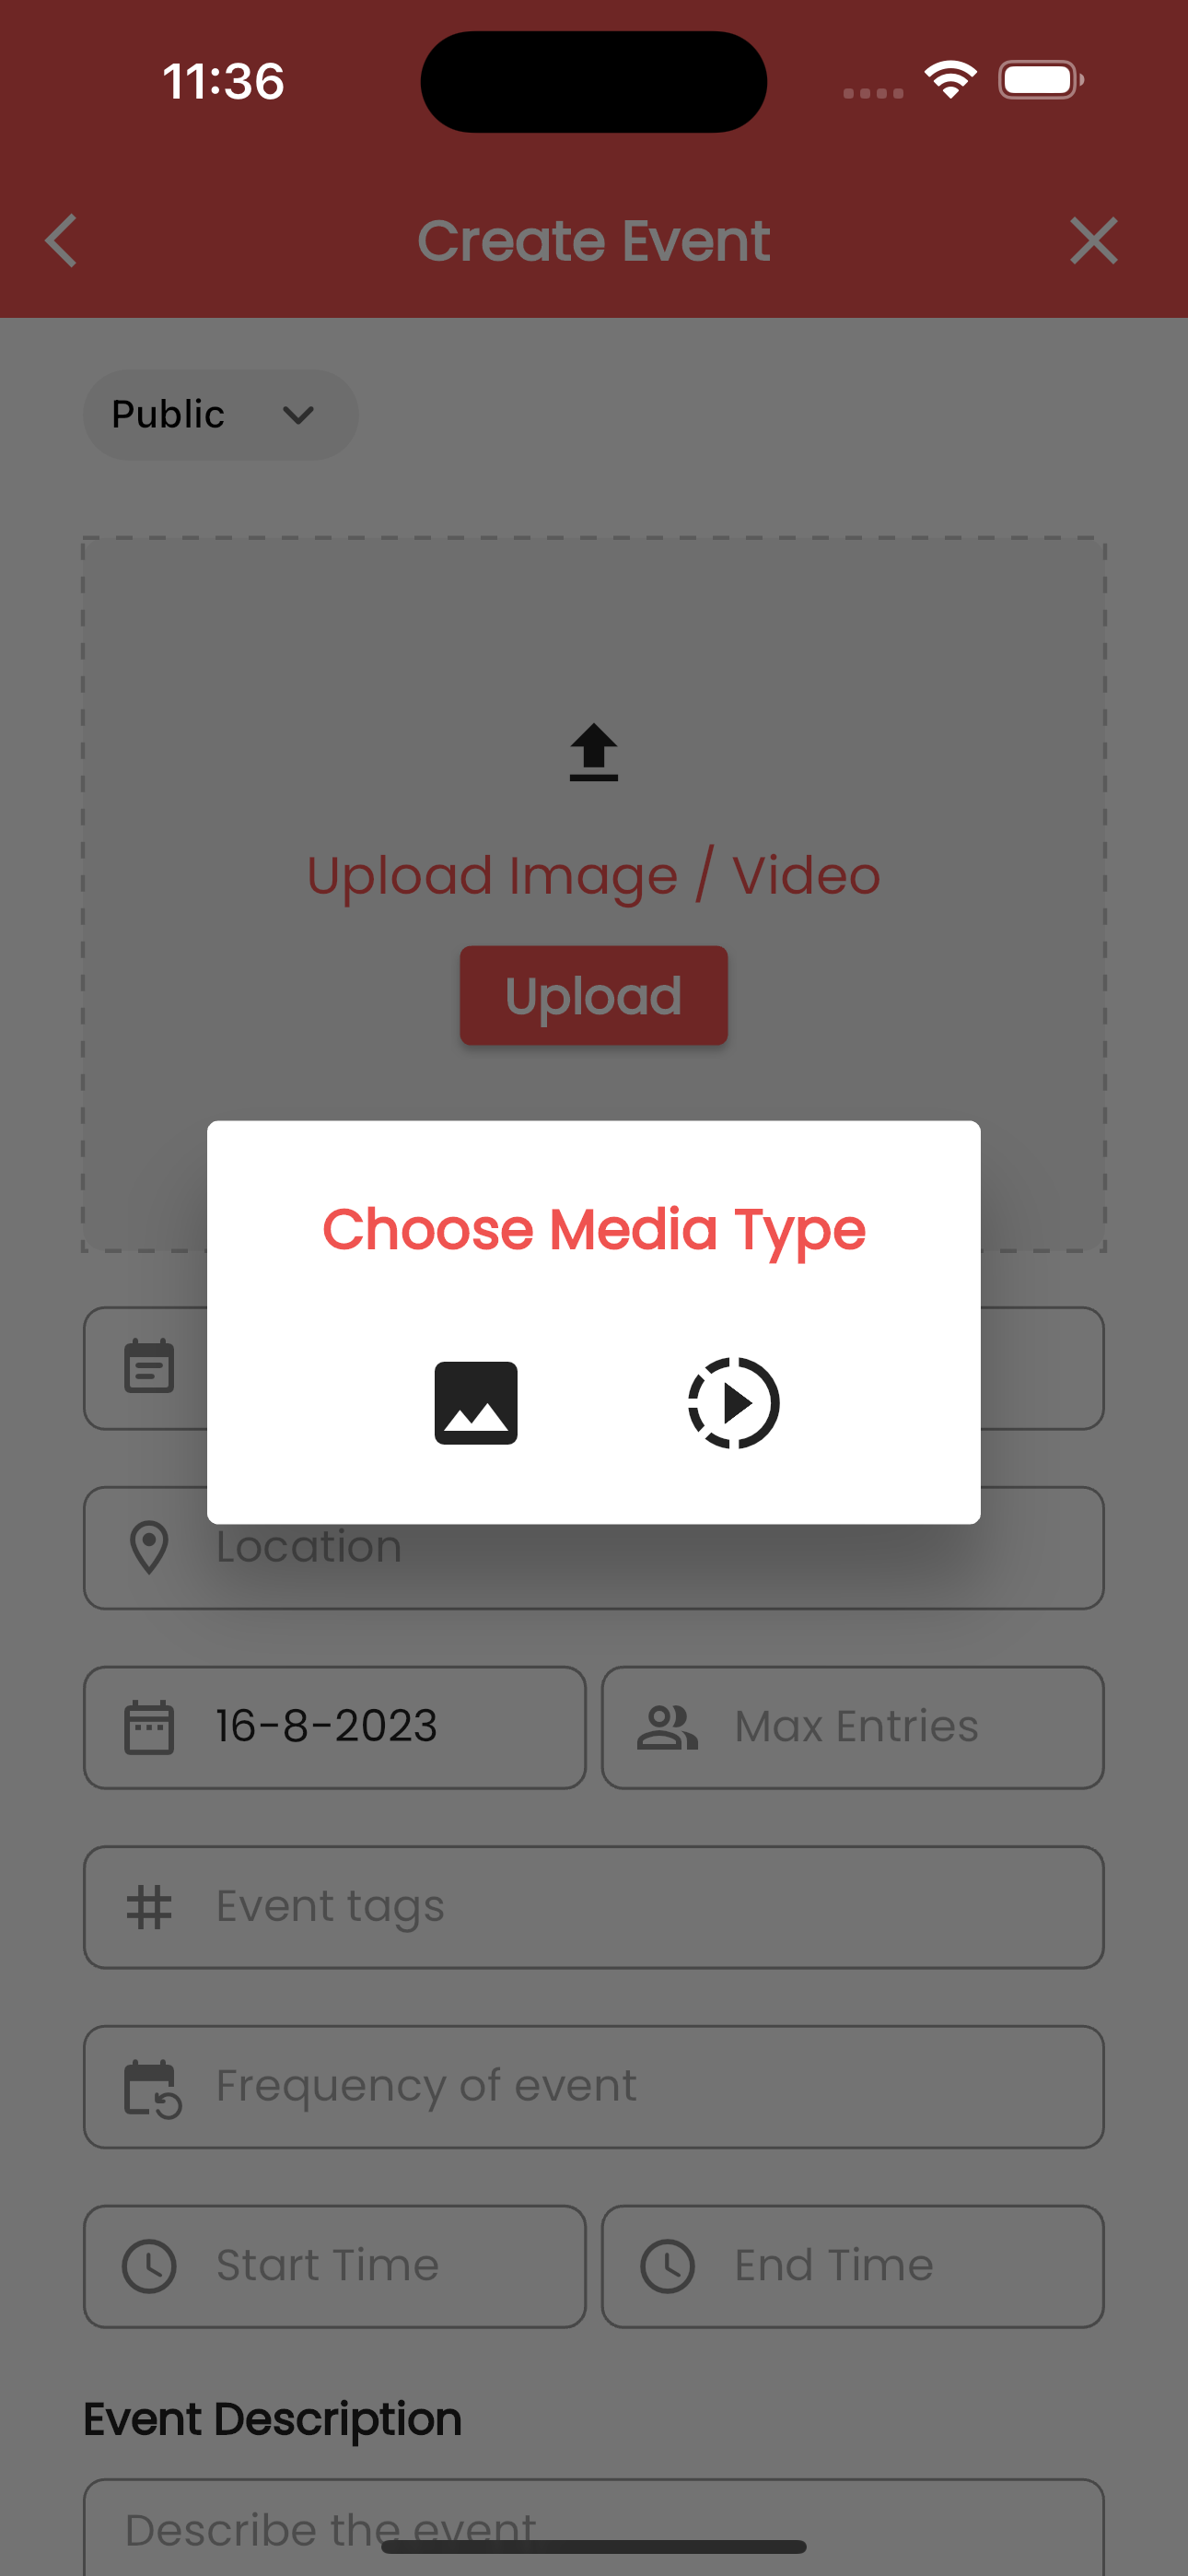 11:36
Create Event
Public
Upload Image / Video
Upload
Choose Media Type
Location
16-8-2023
Max Entries
Event tags
Frequency of event
Start Time
End Time
Event Description
Describe the event